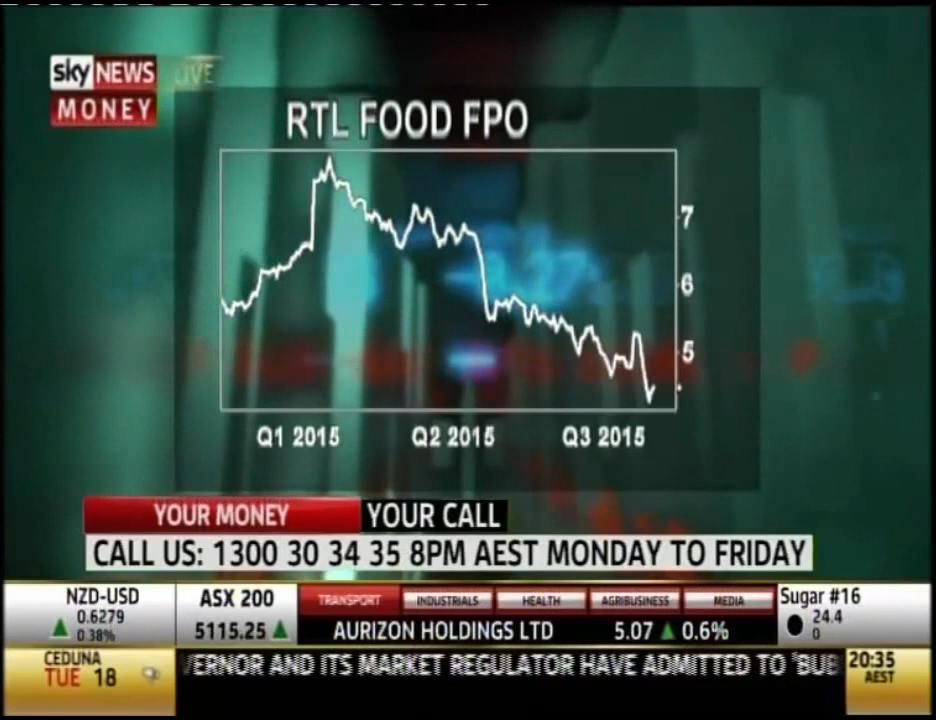 sky NEWS LIVE
MONEY
RTL FOOD FPO
7
6
5
Q1 2015 Q2 2015 Q3 2015
YOUR MONEY YOUR CALL
CALL US: 1300 30 34 35 8PM AEST MONDAY TO FRIDAY
NZD-USD
0.6279
0.38%
ASX 200
5115.25
TRANSPORT INDUSTRIALS HEALTH AGRIBUSINESS MEDIA
AURIZON HOLDINGS LTD 5.07 0.6%
Sugar #16
24.4
0
CEDUNA
TUE 18
VERNOR AND ITS MARKET REGULATOR HAVE ADMITTED TO "BUB
20:35
AEST